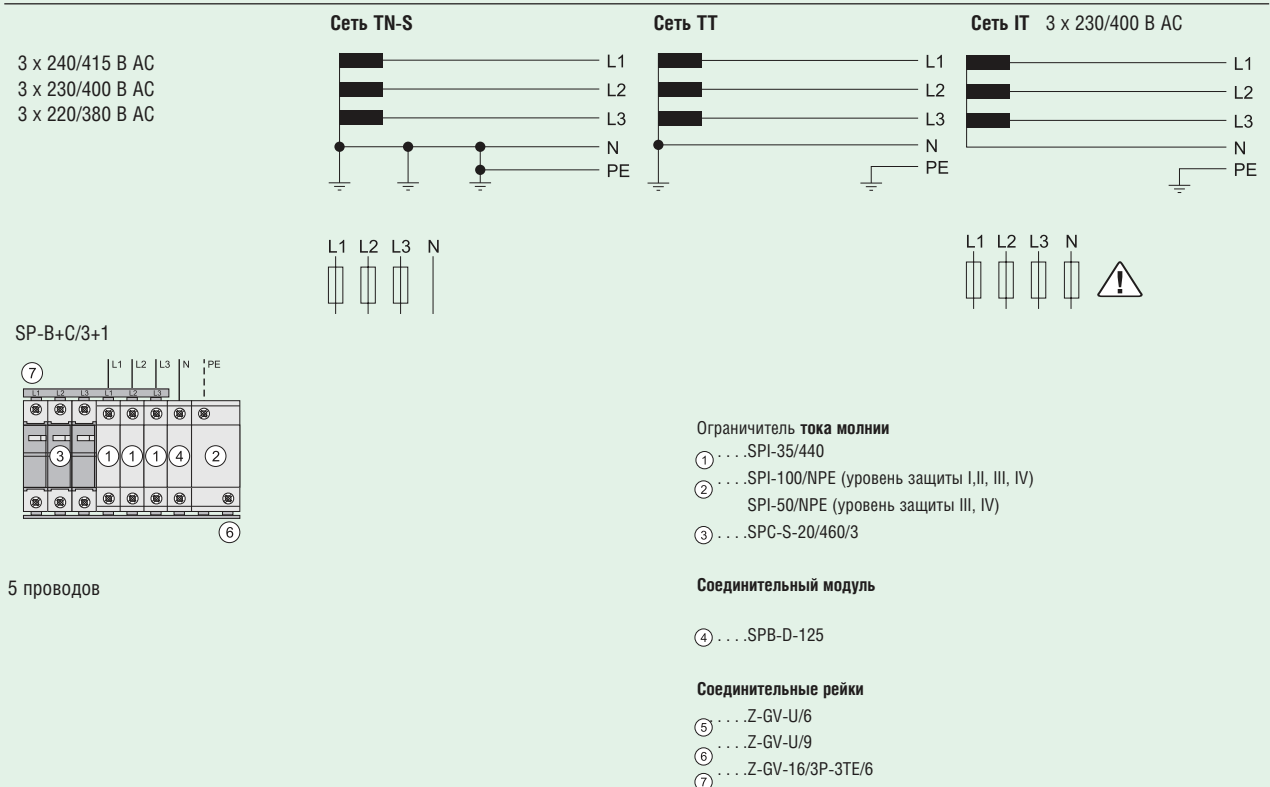 Сеть TN-S
Сеть TT
Сеть IT 3 x 230/400 В AC
3 x 240/415 В AC
3 x 230/400 В AC
3 x 220/380 В AC
L1
L2
L3
N
PE
L1
L2
L3
N
PE
L1
L2
L3
N
PE
L1 L2 L3 N
L1 L2 L3 N
!
SP-B+C/3+1
7
L1 L2 L3 N PE
L1 L2 L3 L1 L2 L3
3 1 1 1 4 2
6
5 проводов
Ограничитель тока молнии
1 . . . .SPI-35/440
2 . . . .SPI-100/NPE (уровень защиты I,II, III, IV)
SPI-50/NPE (уровень защиты III, IV)
3 . . . .SPC-S-20/460/3
Соединительный модуль
4 . . . .SPB-D-125
Соединительные рейки
5 . . . .Z-GV-U/6
6 . . . .Z-GV-U/9
7 . . . .Z-GV-16/3P-3TE/6